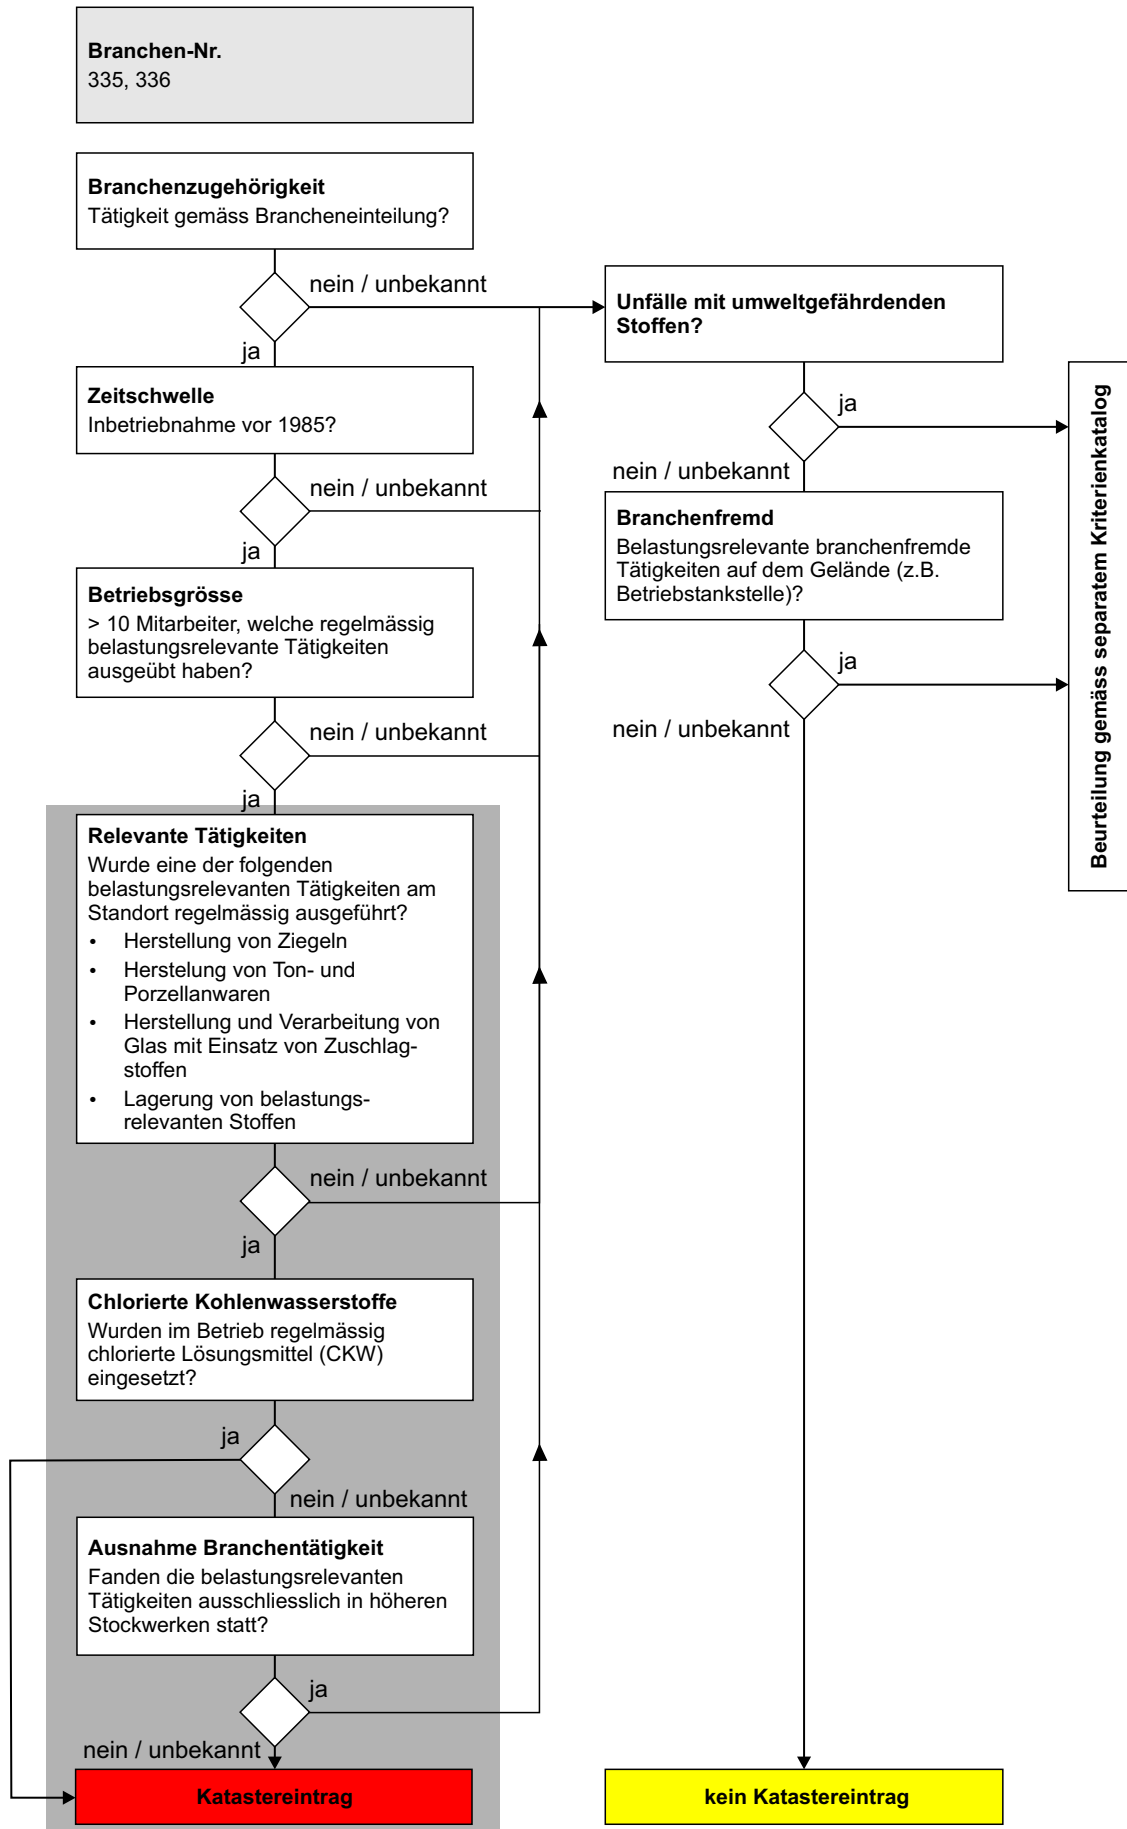 Branchen-Nr.
335, 336
Branchenzugehörigkeit
Tätigkeit gemäss Brancheneinteilung?
nein / unbekannt
ja
Zeitschwelle
Inbetriebnahme vor 1985?
nein / unbekannt
ja
Betriebsgrösse
> 10 Mitarbeiter, welche regelmässig
belastungsrelevante Tätigkeiten
ausgeübt haben?
nein / unbekannt
ja
Relevante Tätigkeiten
Wurde eine der folgenden
belastungsrelevanten Tätigkeiten am
Standort regelmässig ausgeführt?
• Herstellung von Ziegeln
• Herstelung von Ton- und
Porzellanwaren
• Herstellung und Verarbeitung von
Glas mit Einsatz von Zuschlag-
stoffen
• Lagerung von belastungs-
relevanten Stoffen
nein / unbekannt
ja
Chlorierte Kohlenwasserstoffe
Wurden im Betrieb regelmässig
chlorierte Lösungsmittel (CKW)
eingesetzt?
ja
nein / unbekannt
Ausnahme Branchentätigkeit
Fanden die belastungsrelevanten
Tätigkeiten ausschliesslich in höheren
Stockwerken statt?
ja
nein / unbekannt
Katastereintrag
Unfälle mit umweltgefährdenden
Stoffen?
ja
nein / unbekannt
Branchenfremd
Belastungsrelevante branchenfremde
Tätigkeiten auf dem Gelände (z.B.
Betriebstankstelle)?
ja
nein / unbekannt
kein Katastereintrag
Beurteilung gemäss separatem Kriterienkatalog